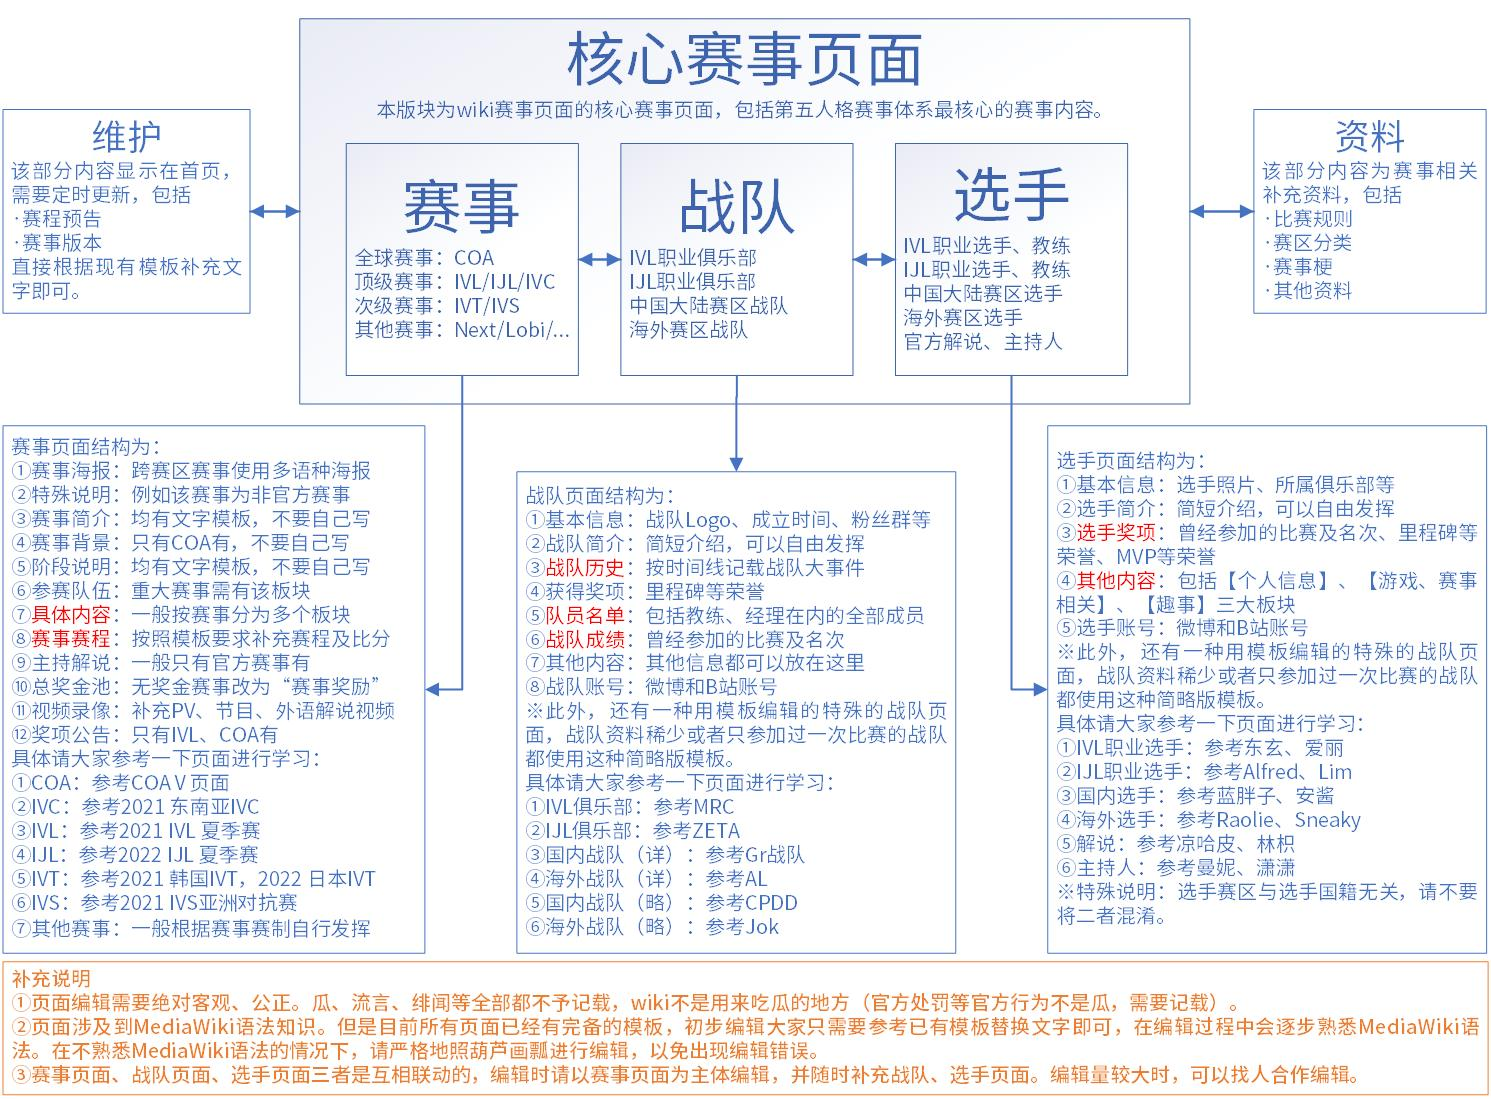 核心赛事页面
本版块为wiki赛事页面的核心赛事页面，包括第五人格赛事体系最核心的赛事内容。
维护
该部分内容显示在首页，
需要定时更新，包括
·赛程预告
·赛事版本
直接根据现有模板补充文
字即可。
赛事
全球赛事：COA
顶级赛事：IVL/IJL/IVC
次级赛事：IVT/IVS
其他赛事：Next/Lobi/...
战队
IVL职业俱乐部
IJL职业俱乐部
中国大陆赛区战队
海外赛区战队
选手
IVL职业选手、教练
IJL职业选手、教练
中国大陆赛区选手
海外赛区选手
官方解说、主持人
资料
该部分内容为赛事相关
补充资料，包括
·比赛规则
·赛区分类
·赛事梗
·其他资料
赛事页面结构为：
①赛事海报：跨赛区赛事使用多语种海报
②特殊说明：例如该赛事为非官方赛事
③赛事简介：均有文字模板，不要自己写
④赛事背景：只有COA有，不要自己写
⑤阶段说明：均有文字模板，不要自己写
⑥参赛队伍：重大赛事需有该板块
⑦具体内容：一般按赛事分为多个板块
⑧赛事赛程：按照模板要求补充赛程及比分
⑨主持解说：一般只有官方赛事有
⑩总奖金池：无奖金赛事改为“赛事奖励”
⑪视频录像：补充PV、节目、外语解说视频
⑫奖项公告：只有IVL、COA有
具体请大家参考一下页面进行学习：
①COA：参考COAⅤ页面
②IVC：参考2021 东南亚IVC
③IVL：参考2021 IVL 夏季赛
④IJL：参考2022 IJL 夏季赛
⑤IVT：参考2021 韩国IVT，2022 日本IVT
⑥IVS：参考2021 IVS亚洲对抗赛
⑦其他赛事：一般根据赛事赛制自行发挥
战队页面结构为：
①基本信息：战队Logo、成立时间、粉丝群等
②战队简介：简短介绍，可以自由发挥
③战队历史：按时间线记载战队大事件
④获得奖项：里程碑等荣誉
⑤队员名单：包括教练、经理在内的全部成员
⑥战队成绩：曾经参加的比赛及名次
⑦其他内容：其他信息都可以放在这里
⑧战队账号：微博和B站账号
※此外，还有一种用模板编辑的特殊的战队页
面，战队资料稀少或者只参加过一次比赛的战队
都使用这种简略版模板。
具体请大家参考一下页面进行学习：
①IVL俱乐部：参考MRC
②IJL俱乐部：参考ZETA
③国内战队（详）：参考Gr战队
④海外战队（详）：参考AL
⑤国内战队（略）：参考CPDD
⑥海外战队（略）：参考Jok
选手页面结构为：
①基本信息：选手照片、所属俱乐部等
②选手简介：简短介绍，可以自由发挥
③选手奖项：曾经参加的比赛及名次、里程碑等
荣誉、MVP等荣誉
④其他内容：包括【个人信息】、【游戏、赛事
相关】、【趣事】三大板块
⑤选手账号：微博和B站账号
※此外，还有一种用模板编辑的特殊的战队页
面，战队资料稀少或者只参加过一次比赛的战队
都使用这种简略版模板。
具体请大家参考一下页面进行学习：
①IVL职业选手：参考东玄、爱丽
②IJL职业选手：参考Alfred、Lim
③国内选手：参考蓝胖子、安酱
④海外选手：参考Raolie、Sneaky
⑤解说：参考凉哈皮、林枳
⑥主持人：参考曼妮、潇潇
※特殊说明：选手赛区与选手国籍无关，请不要
将二者混淆。
补充说明
①页面编辑需要绝对客观、公正。瓜、流言、绯闻等全部都不予记载，wiki不是用来吃瓜的地方（官方处罚等官方行为不是瓜，需要记载）。
②页面涉及到MediaWiki语法知识。但是目前所有页面已经有完备的模板，初步编辑大家只需要参考已有模板替换文字即可，在编辑过程中会逐步熟悉MediaWiki语
法。在不熟悉MediaWiki语法的情况下，请严格地照葫芦画瓢进行编辑，以免出现编辑错误。
③赛事页面、战队页面、选手页面三者是互相联动的，编辑时请以赛事页面为主体编辑，并随时补充战队、选手页面。编辑量较大时，可以找人合作编辑。